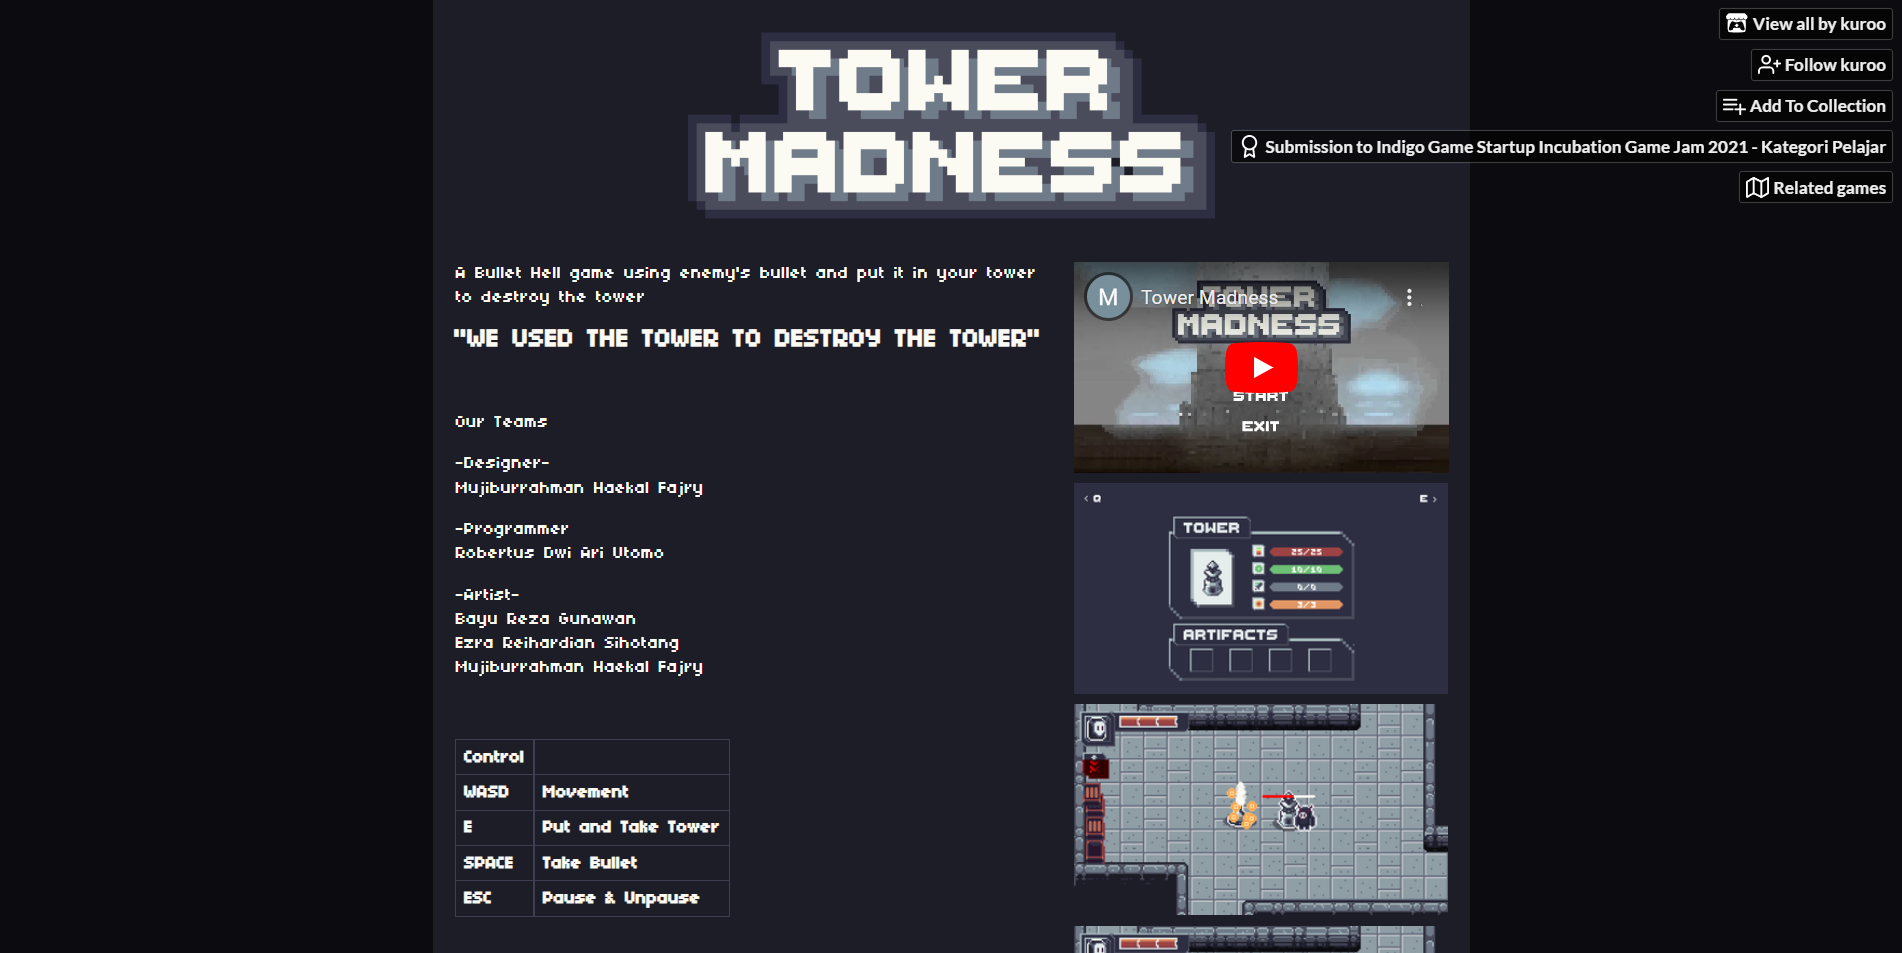 TOWER
MADNESS
View all by kuroo
Follow kuroo
Add To Collection
Submission to Indigo Game Startup Incubation Game Jam 2021 - Kategori Pelajar
Related games
A Bullet Hell game using enemy's bullet and put it in your tower
to destroy the tower
"WE USED THE TOWER TO DESTROY THE TOWER"
Our Teams
-Designer-
Mujiburrahman Haekal Fajry
-Programmer
Robertus Dwi Ari Utomo
-Artist-
Bayu Reza Gunawan
Ezra Reihardian Sihotang
Mujiburrahman Haekal Fajry
Control
WASD Movement
E Put and Take Tower
SPACE Take Bullet
ESC Pause & Unpause
M Tower Madness
TOWER
MADNESS
START
EXIT
‹ Q E ›
TOWER
25/25
10/10
0/0
3/3
ARTIFACTS